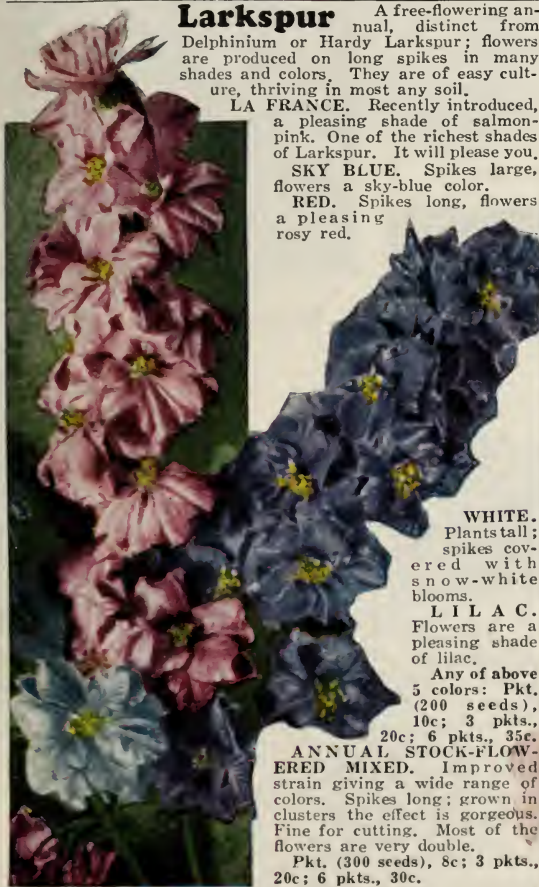 Larkspur A free-flowering an-
nual, distinct from
Delphinium or Hardy Larkspur; flowers
are produced on long spikes in many
shades and colors. They are of easy cult-
ure, thriving in most any soil.
LA FRANCE. Recently introduced,
a pleasing shade of salmon-
pink. One of the richest shades
of Larkspur. It will please you.
SKY BLUE. Spikes large,
flowers a sky-blue color.
RED. Spikes long, flowers
a pleasing
rosy red.
WHITE.
Plants tall;
spikes cov-
ered with
snow-white
blooms.
LILAC.
Flowers are a
pleasing shade
of lilac.
Any of above
5 colors: Pkt.
(200 seeds),
10c; 3 pkts.,
20c; 6 pkts., 35c.
ANNUAL STOCK-FLOW-
ERED MIXED. Improved
strain giving a wide range of
colors. Spikes long; grown in
clusters the effect is gorgeous.
Fine for cutting. Most of the
flowers are very double.
Pkt. (300 seeds), 8c; 3 pkts.,
20c; 6 pkts., 30c.